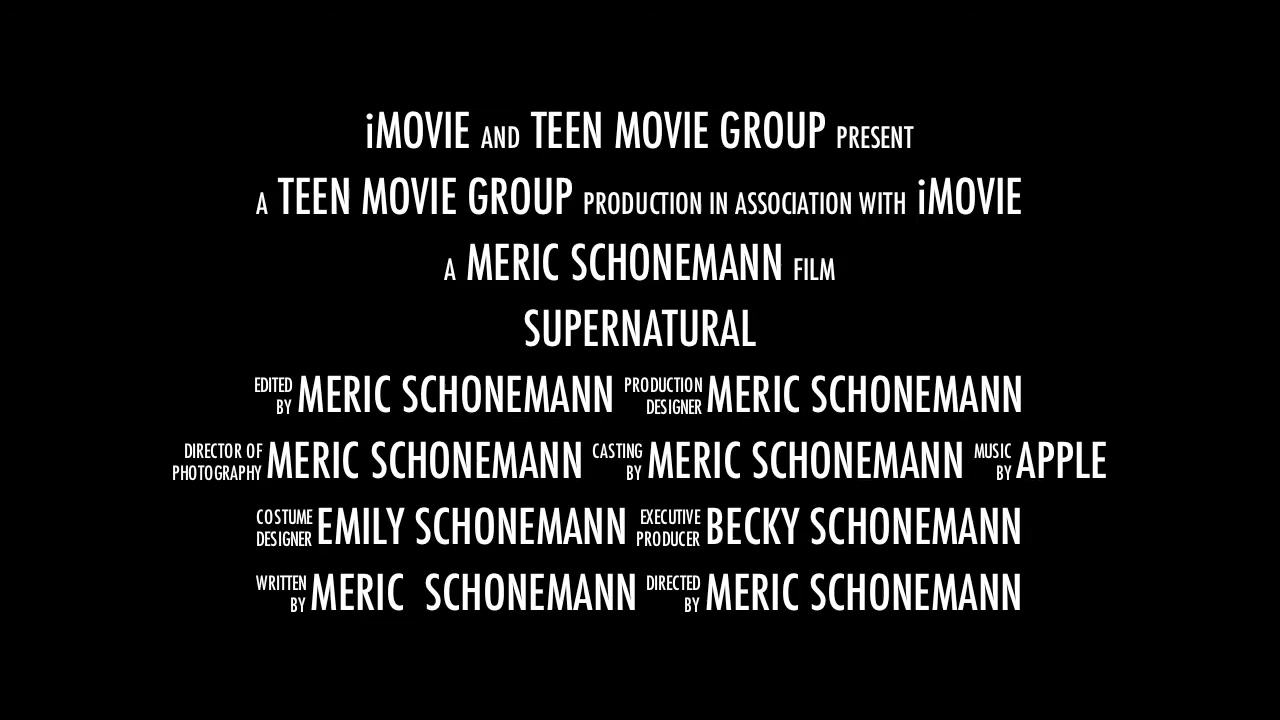 iMOVIE AND TEEN MOVIE GROUP PRESENT
A TEEN MOVIE GROUP PRODUCTION IN ASSOCIATION WITH iMOVIE
A MERIC SCHONEMANN FILM
SUPERNATURAL
EDITED BY MERIC SCHONEMANN PRODUCTION DESIGNER MERIC SCHONEMANN
DIRECTOR OF PHOTOGRAPHY MERIC SCHONEMANN CASTING BY MERIC SCHONEMANN MUSIC BY APPLE
COSTUME DESIGNER EMILY SCHONEMANN EXECUTIVE PRODUCER BECKY SCHONEMANN
WRITTEN BY MERIC SCHONEMANN DIRECTED BY MERIC SCHONEMANN